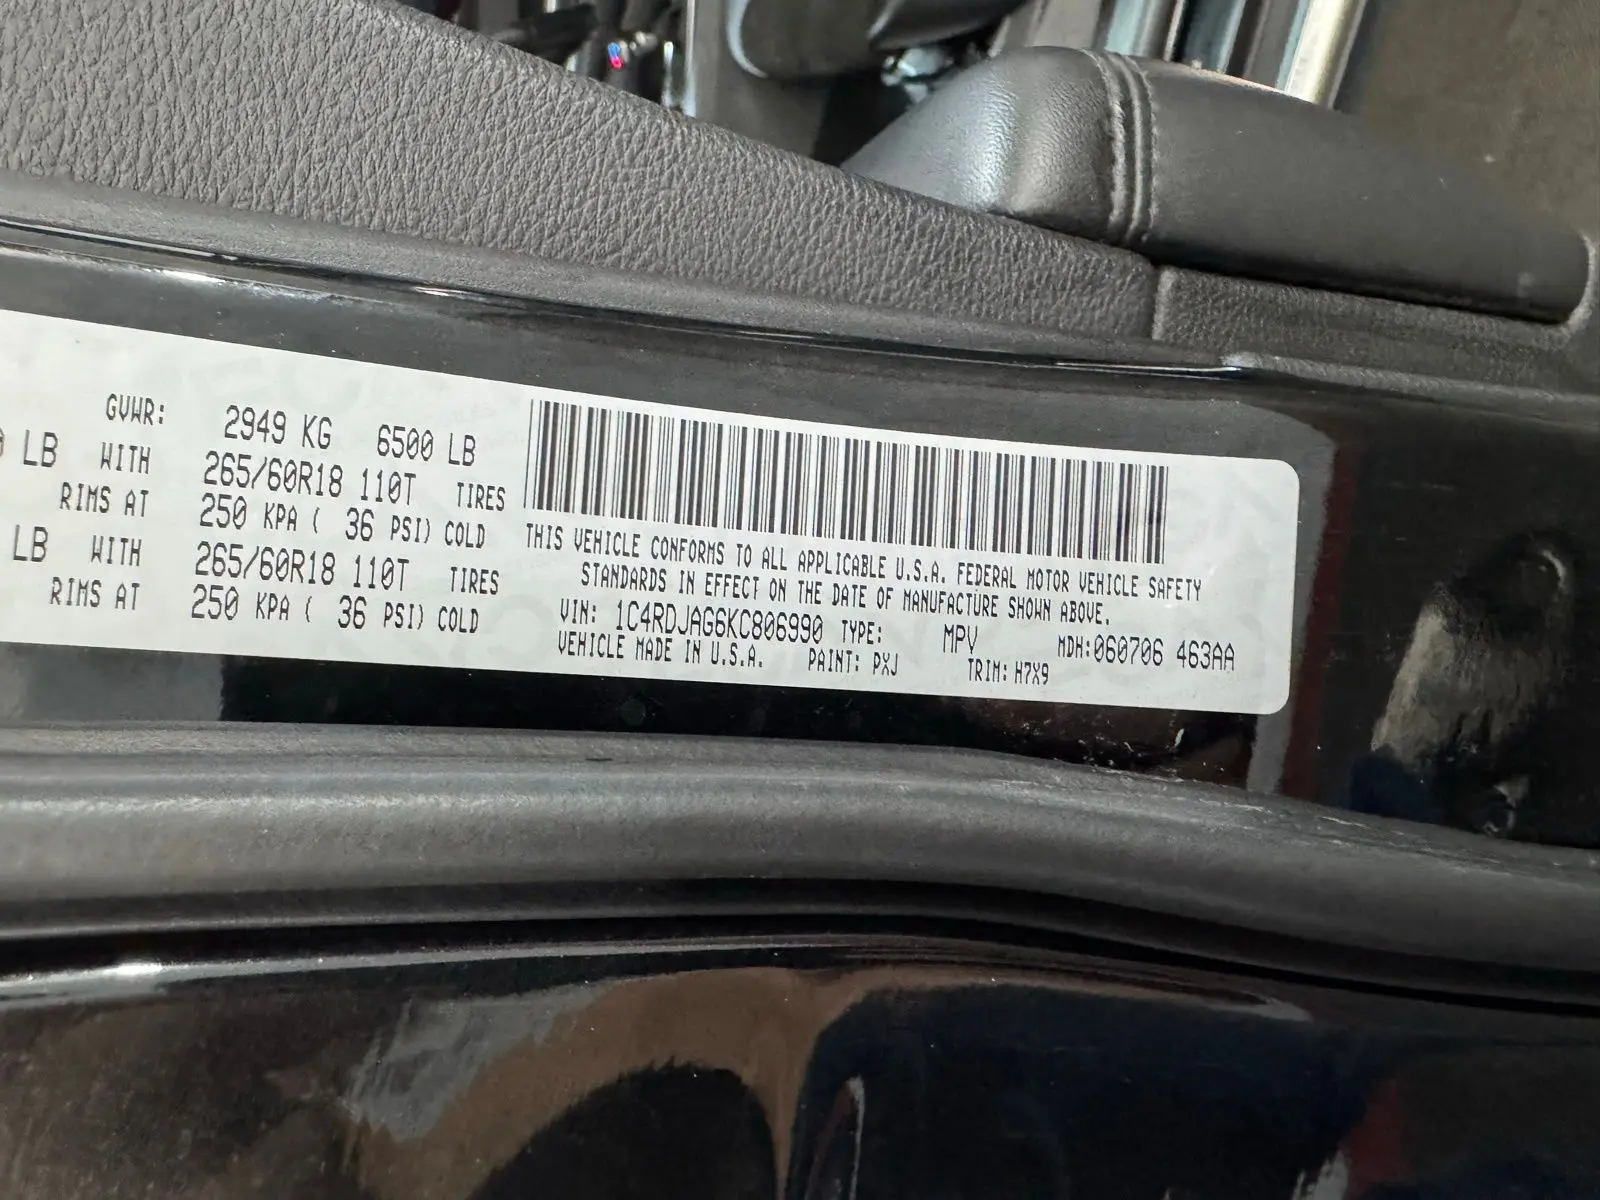 GVWR: 2949 KG 6500 LB
LB WITH 265/60R18 110T TIRES
RIMS AT 250 KPA ( 36 PSI) COLD
LB WITH 265/60R18 110T TIRES
RIMS AT 250 KPA ( 36 PSI) COLD
THIS VEHICLE CONFORMS TO ALL APPLICABLE U.S.A. FEDERAL MOTOR VEHICLE SAFETY
STANDARDS IN EFFECT ON THE DATE OF MANUFACTURE SHOWN ABOVE.
VIN: 1C4RDJAG6KC806990 TYPE: MPV MDH:060706 463AA
VEHICLE MADE IN U.S.A. PAINT: PXJ TRIM: H7X9